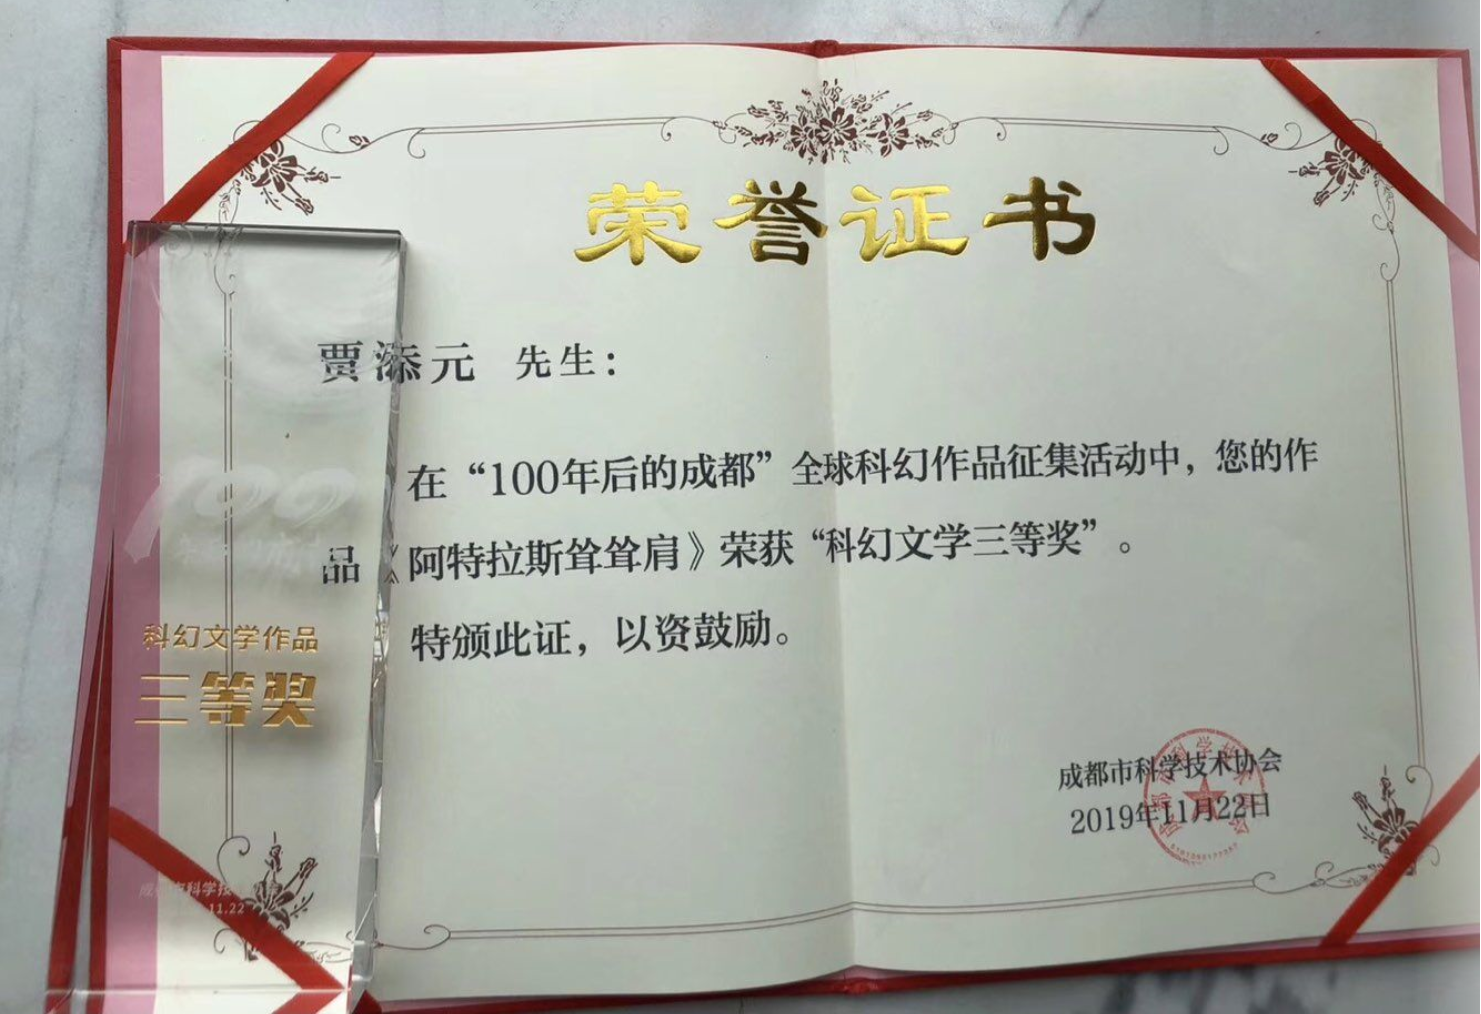 荣誉证书
贾添元 先生：
在“100年后的成都”全球科幻作品征集活动中，您的作
品《阿特拉斯耸耸肩》荣获“科幻文学三等奖”。
特颁此证，以资鼓励。
成都市科学技术协会
2019年11月22日
100
科幻文学作品
三等奖
成都市科学技术协会
11.22